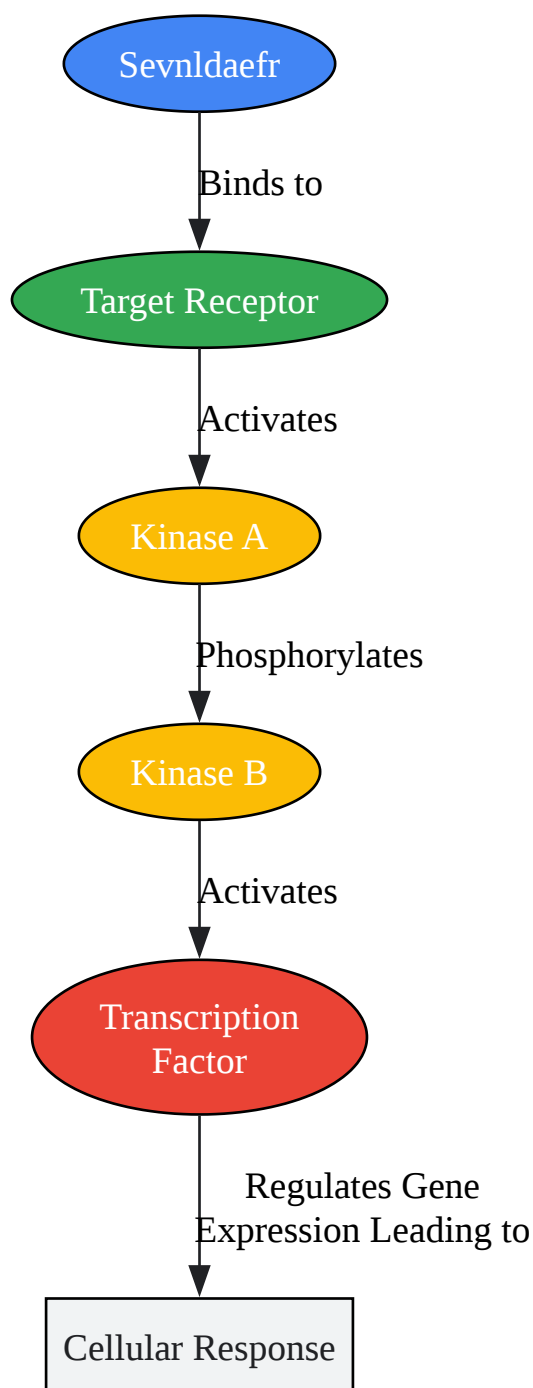 Sevnldaefr
Binds to
Target Receptor
Activates
Kinase A
Phosphorylates
Kinase B
Activates
Transcription
Factor
Regulates Gene
Expression Leading to
Cellular Response